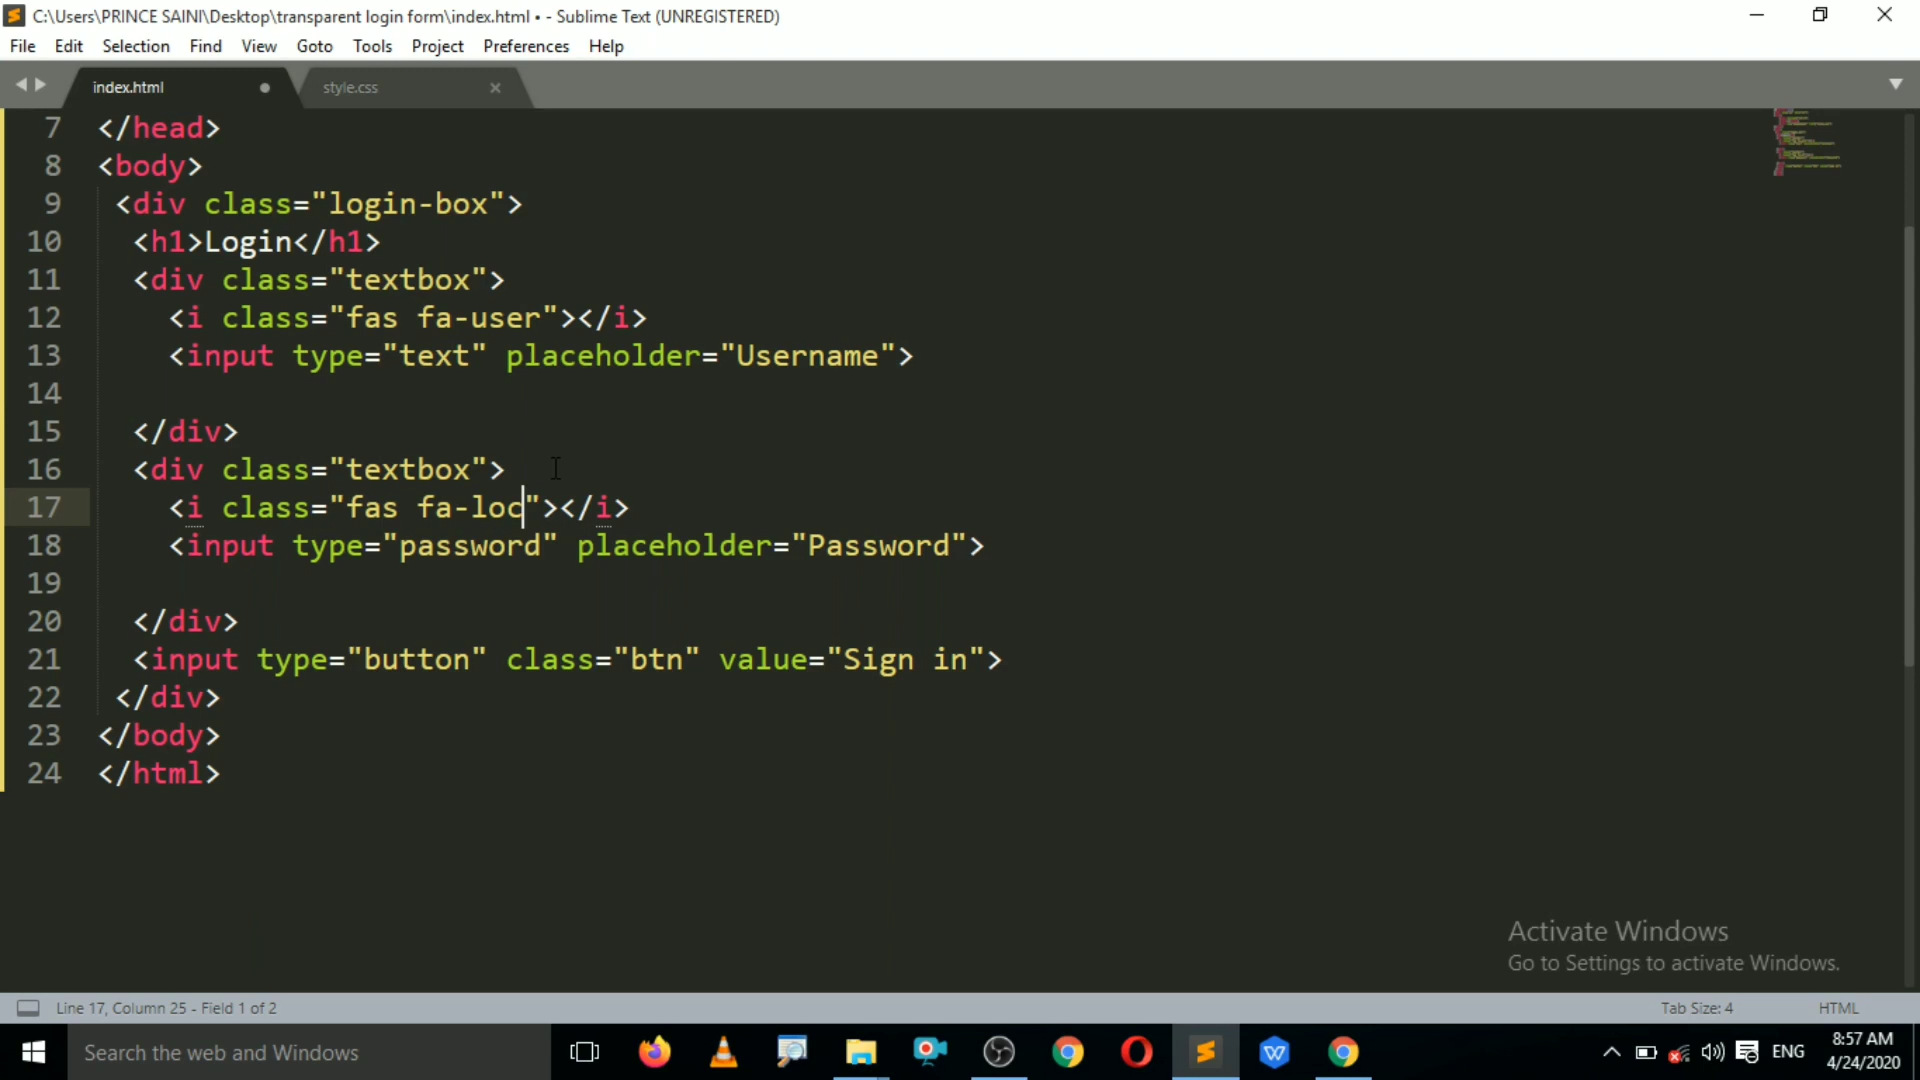 C:\Users\PRINCE SAINI\Desktop\transparent login form\index.html • - Sublime Text (UNREGISTERED)
File Edit Selection Find View Goto Tools Project Preferences Help
index.html
style.css
7 </head>
8 <body>
9 <div class="login-box">
10 <h1>Login</h1>
11 <div class="textbox">
12 <i class="fas fa-user"></i>
13 <input type="text" placeholder="Username">
14
15 </div>
16 <div class="textbox">
17 <i class="fas fa-loc"></i>
18 <input type="password" placeholder="Password">
19
20 </div>
21 <input type="button" class="btn" value="Sign in">
22 </div>
23 </body>
24 </html>
Activate Windows
Go to Settings to activate Windows.
Line 17, Column 25 - Field 1 of 2
Tab Size: 4
HTML
Search the web and Windows
ENG
8:57 AM
4/24/2020